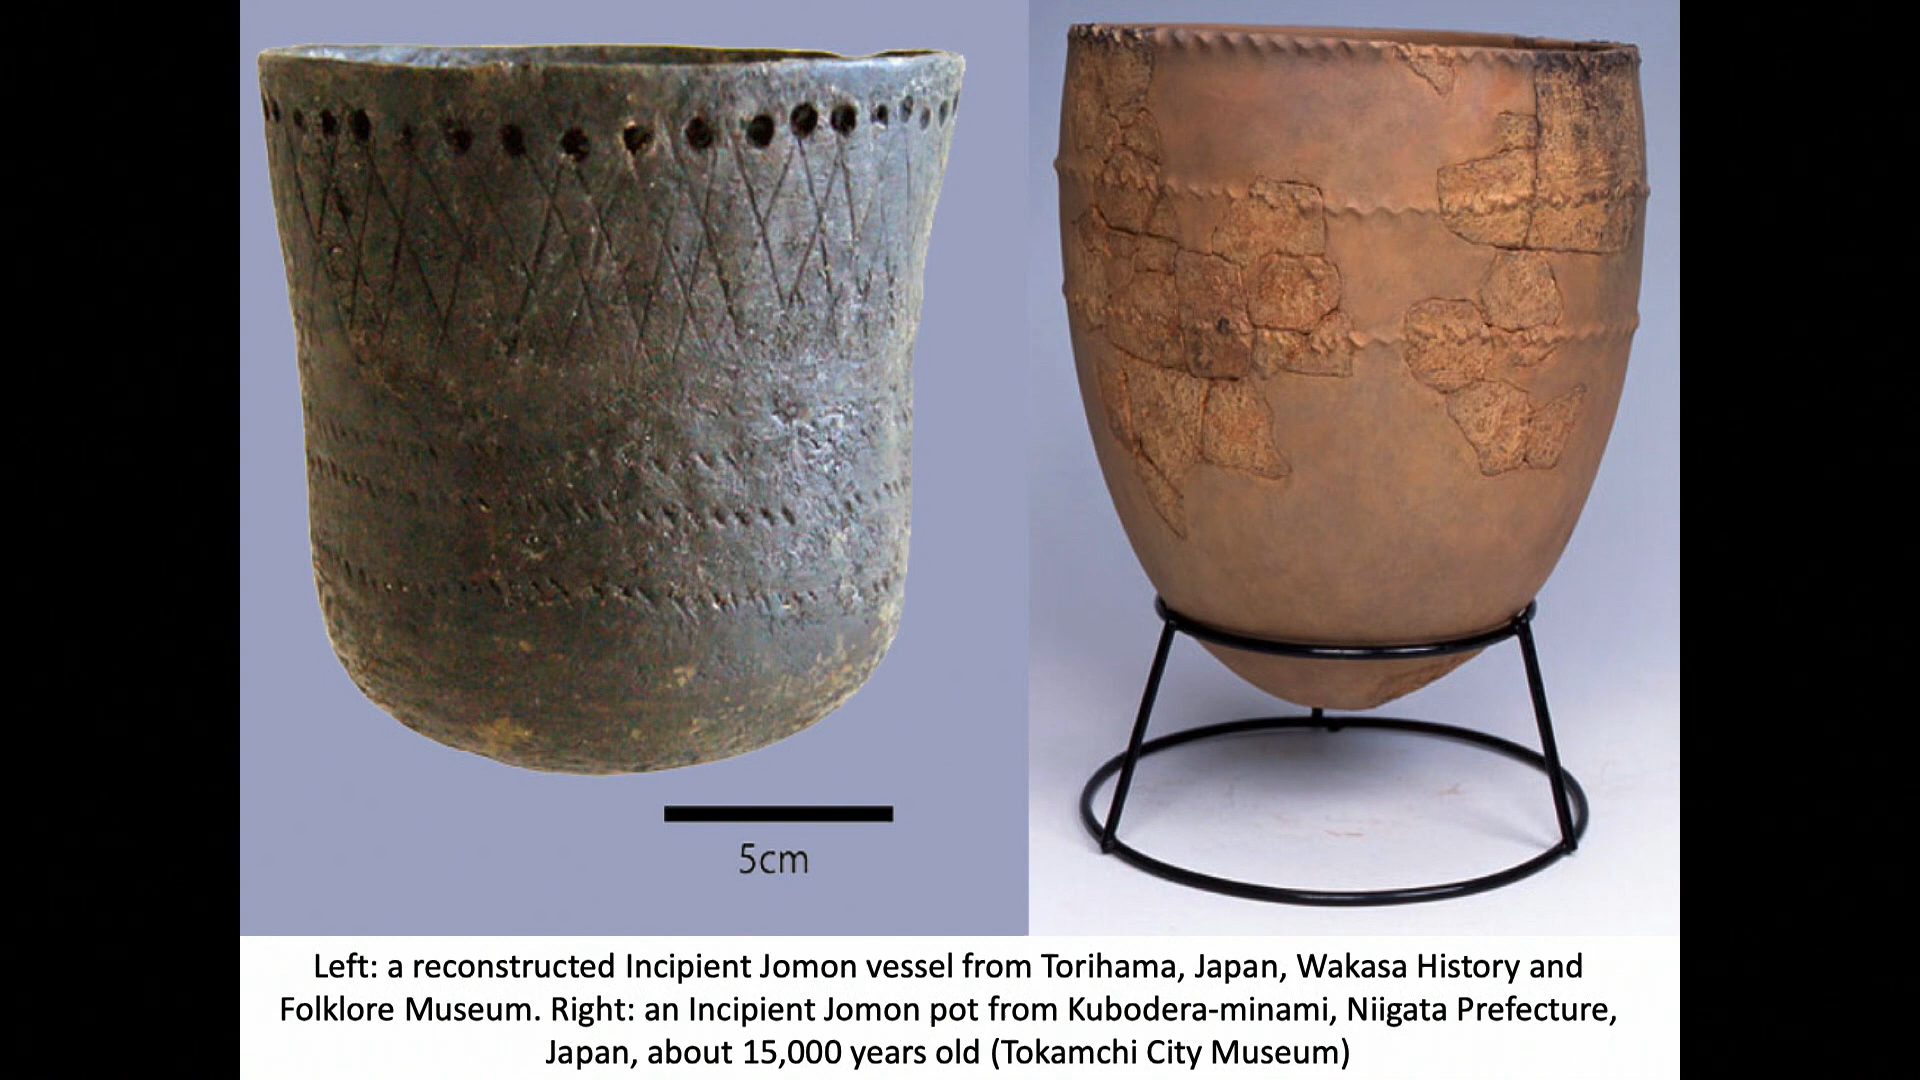 5cm
Left: a reconstructed Incipient Jomon vessel from Torihama, Japan, Wakasa History and
Folklore Museum. Right: an Incipient Jomon pot from Kubodera-minami, Niigata Prefecture,
Japan, about 15,000 years old (Tokamchi City Museum)